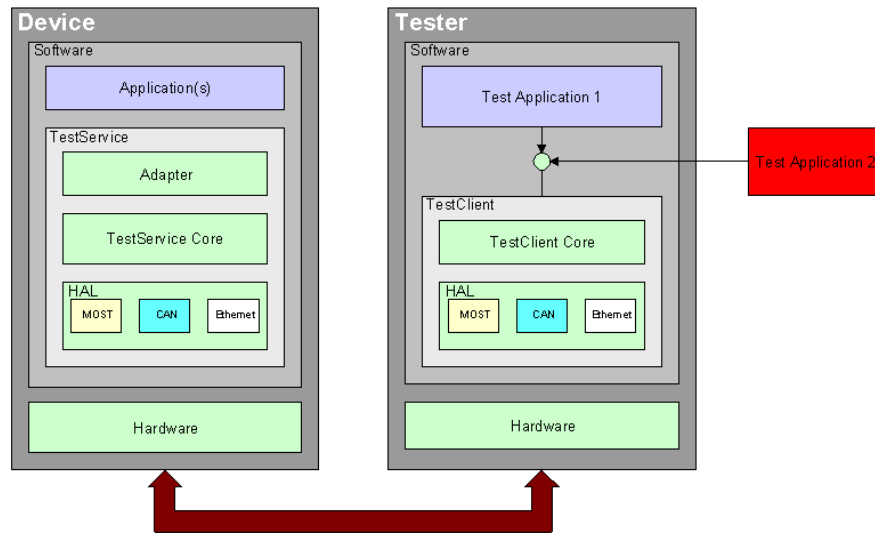 Device
Software
Application(s)
TestService
Adapter
TestService Core
HAL
MOST
CAN
Ethernet
Hardware
Tester
Software
Test Application 1
TestClient
TestClient Core
HAL
MOST
CAN
Ethernet
Hardware
Test Application 2